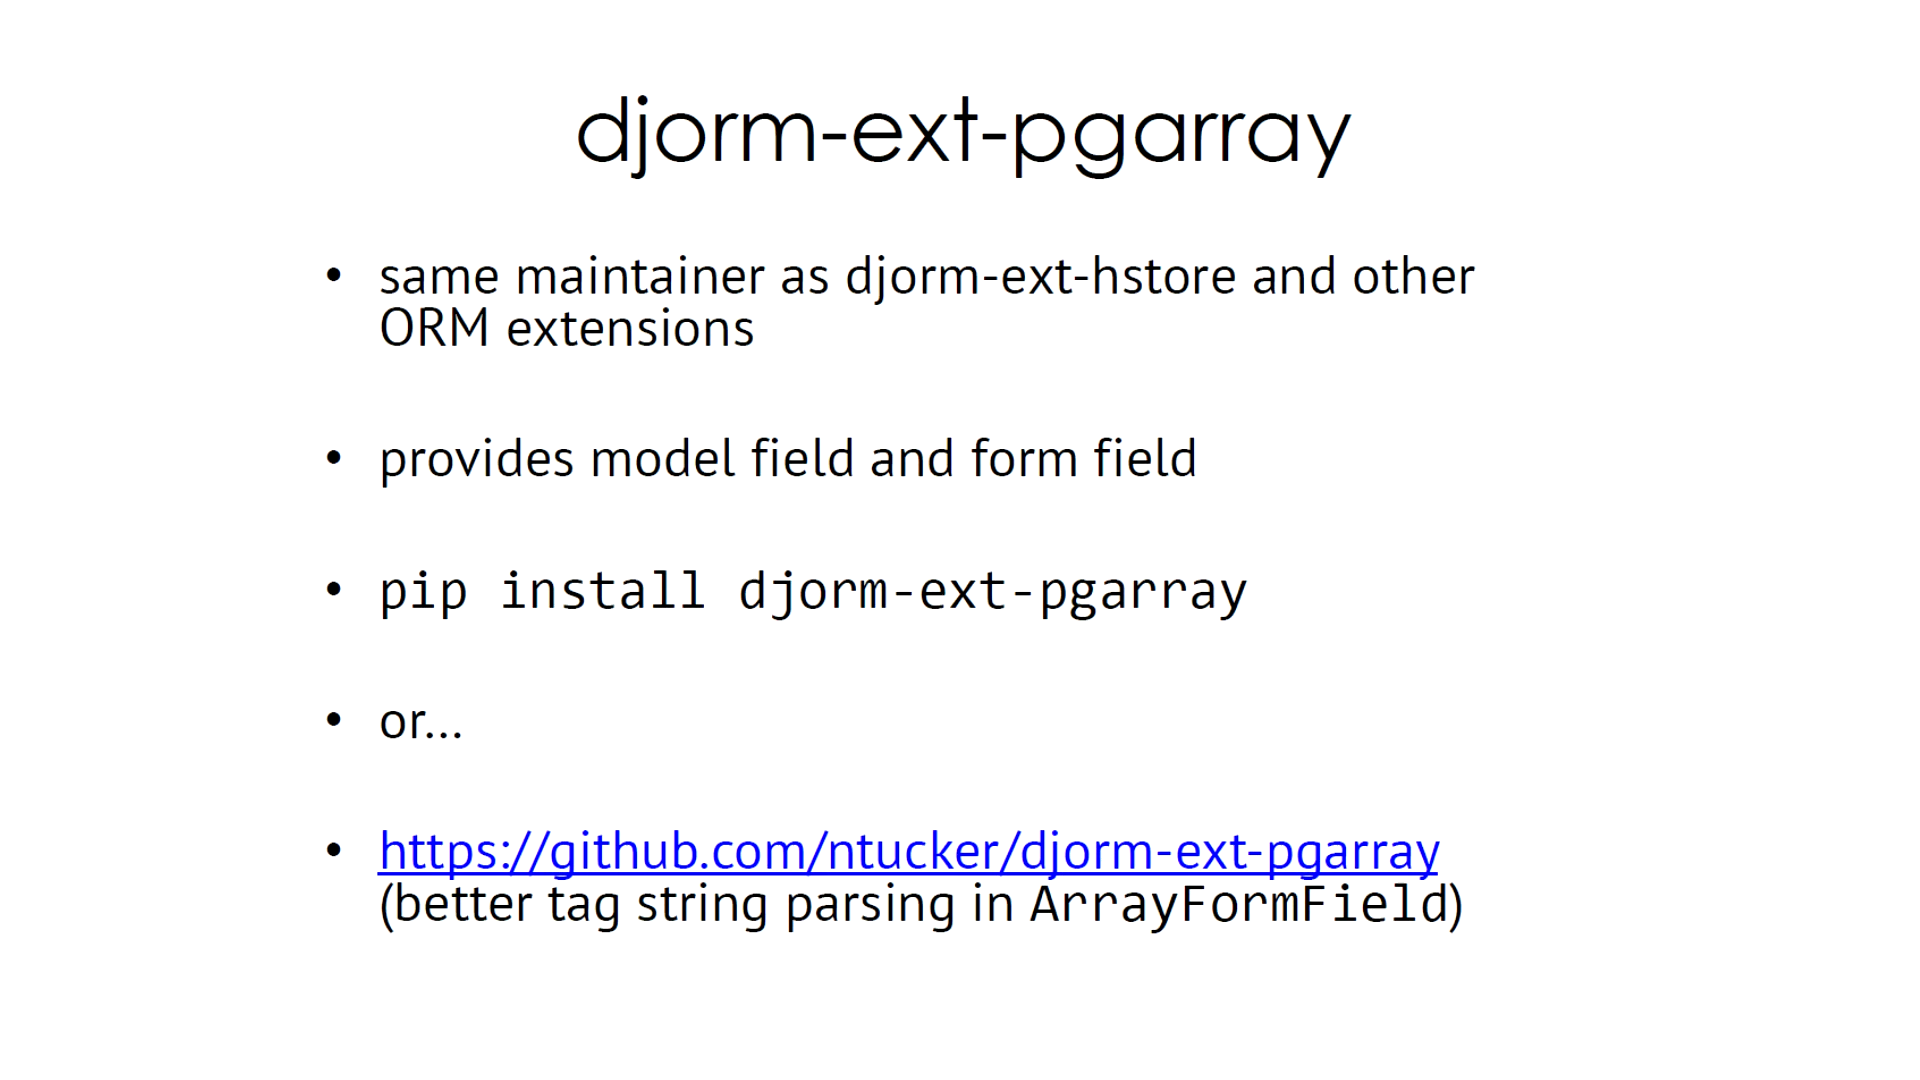 djorm-ext-pgarray
• same maintainer as djorm-ext-hstore and other
ORM extensions
• provides model field and form field
• pip install djorm-ext-pgarray
• or...
• https://github.com/ntucker/djorm-ext-pgarray
(better tag string parsing in ArrayFormField)